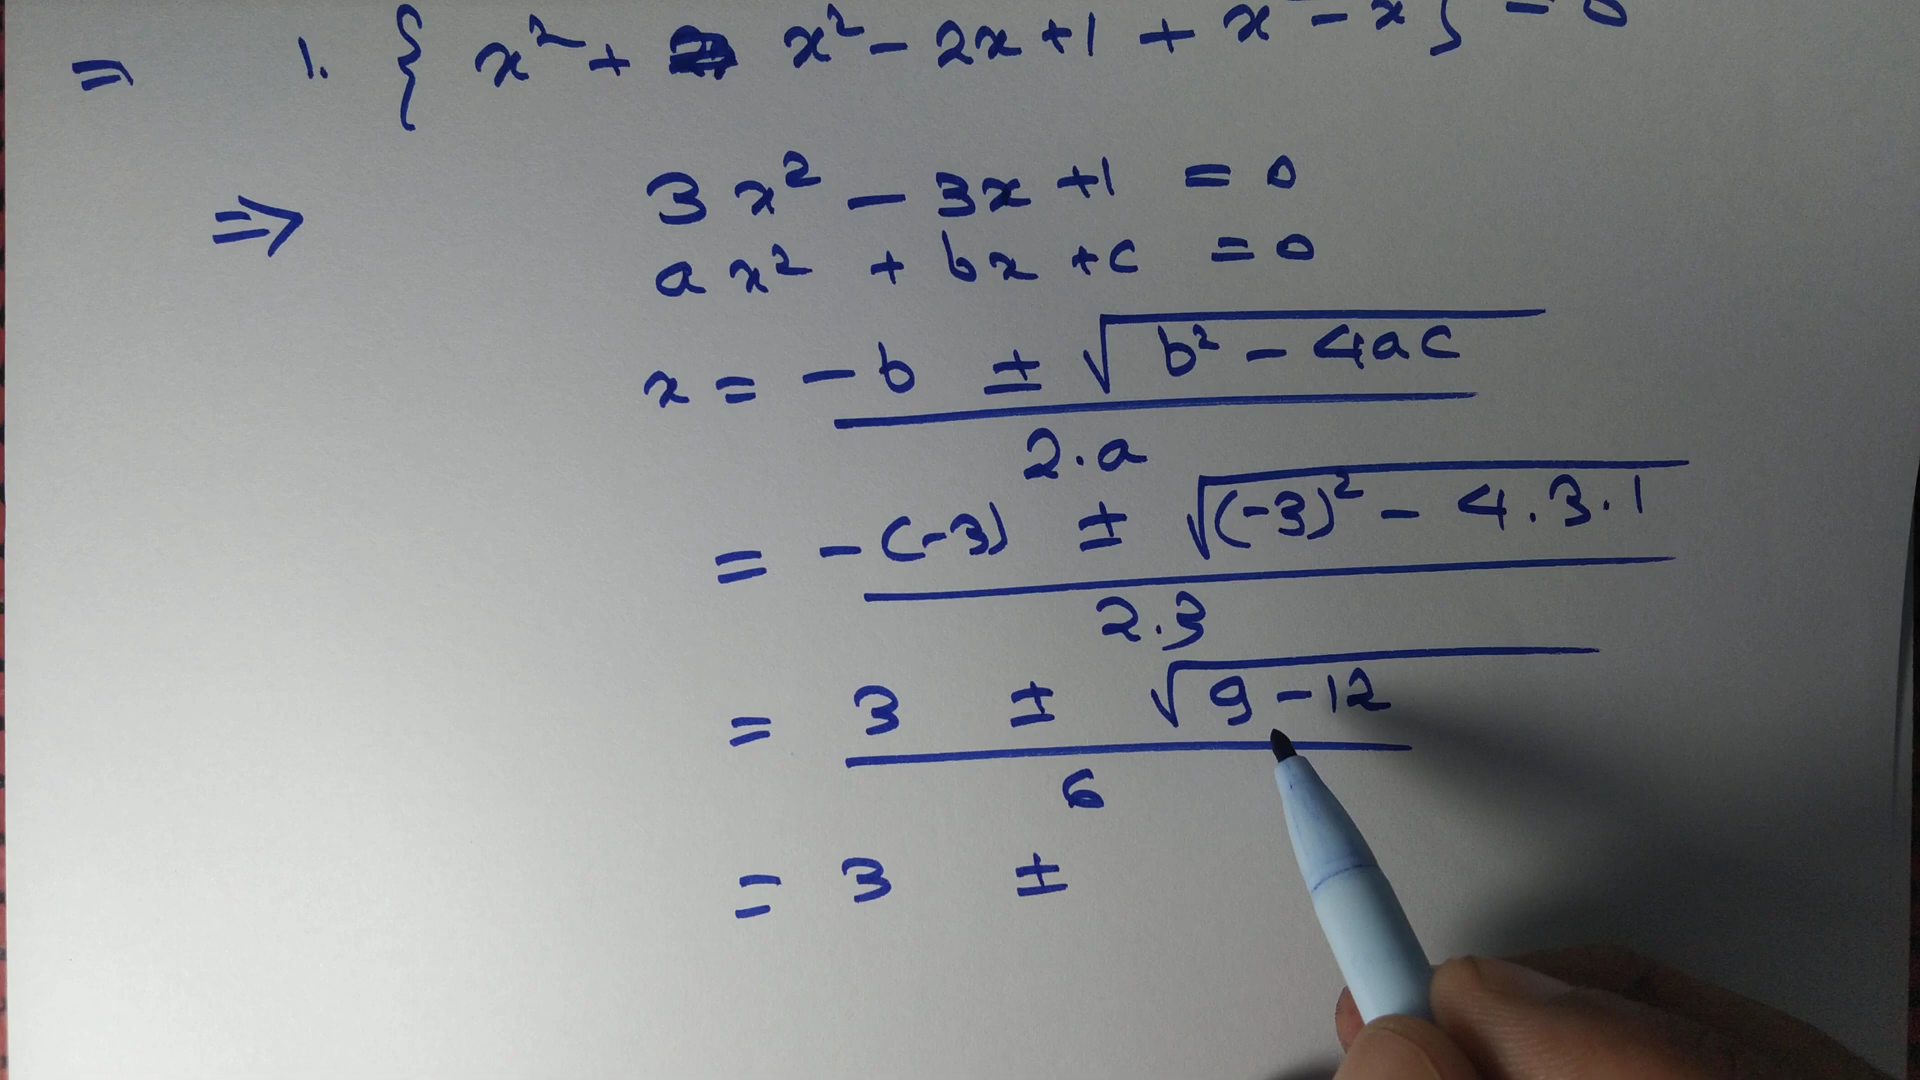 = 1. { x² + x² - 2x + 1 + x² - x } = 0
⇒ 3x² - 3x + 1 = 0
ax² + bx + c = 0
x = -b ± √b² - 4ac
2.a
= -(-3) ± √(-3)² - 4.3.1
2.3
= 3 ± √9-12
6
= 3 ±